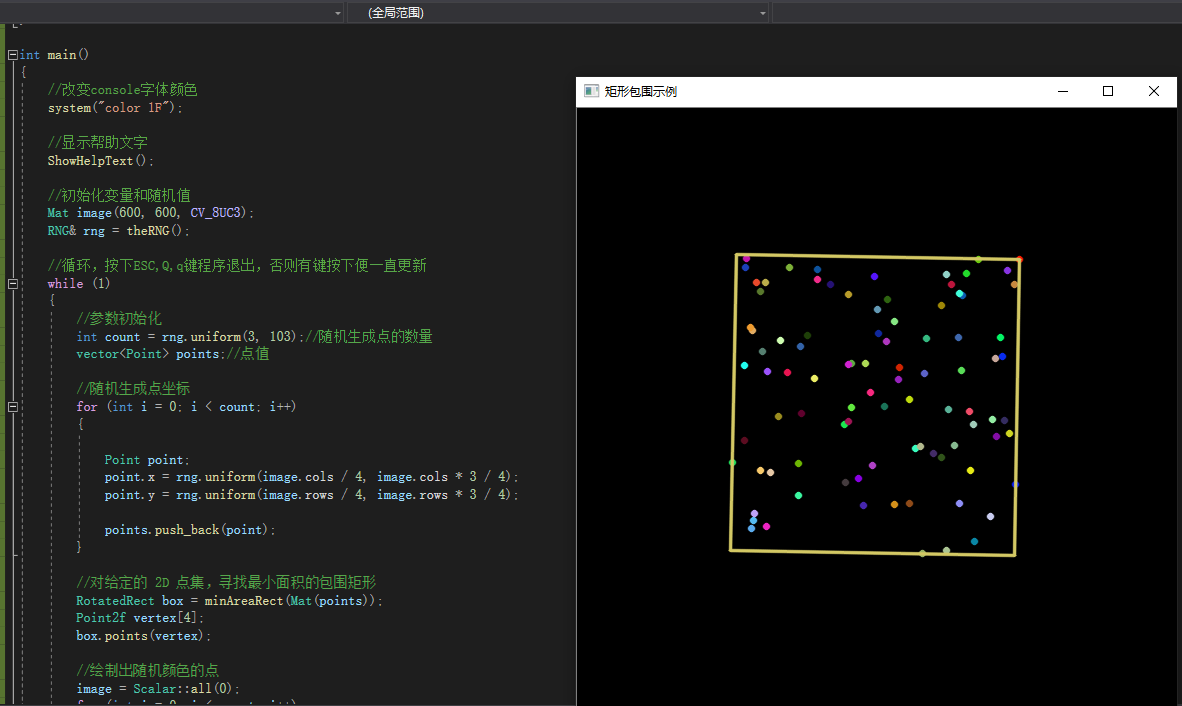 (全局范围)
int main()
{
//改变console字体颜色
system("color 1F");
//显示帮助文字
ShowHelpText();
//初始化变量和随机值
Mat image(600, 600, CV_8UC3);
RNG& rng = theRNG();
//循环，按下ESC,Q,q键程序退出，否则有键按下便一直更新
while (1)
{
//参数初始化
int count = rng.uniform(3, 103);//随机生成点的数量
vector<Point> points;//点值
//随机生成点坐标
for (int i = 0; i < count; i++)
{
Point point;
point.x = rng.uniform(image.cols / 4, image.cols * 3 / 4);
point.y = rng.uniform(image.rows / 4, image.rows * 3 / 4);
points.push_back(point);
}
//对给定的 2D 点集，寻找最小面积的包围矩形
RotatedRect box = minAreaRect(Mat(points));
Point2f vertex[4];
box.points(vertex);
//绘制出随机颜色的点
image = Scalar::all(0);
矩形包围示例